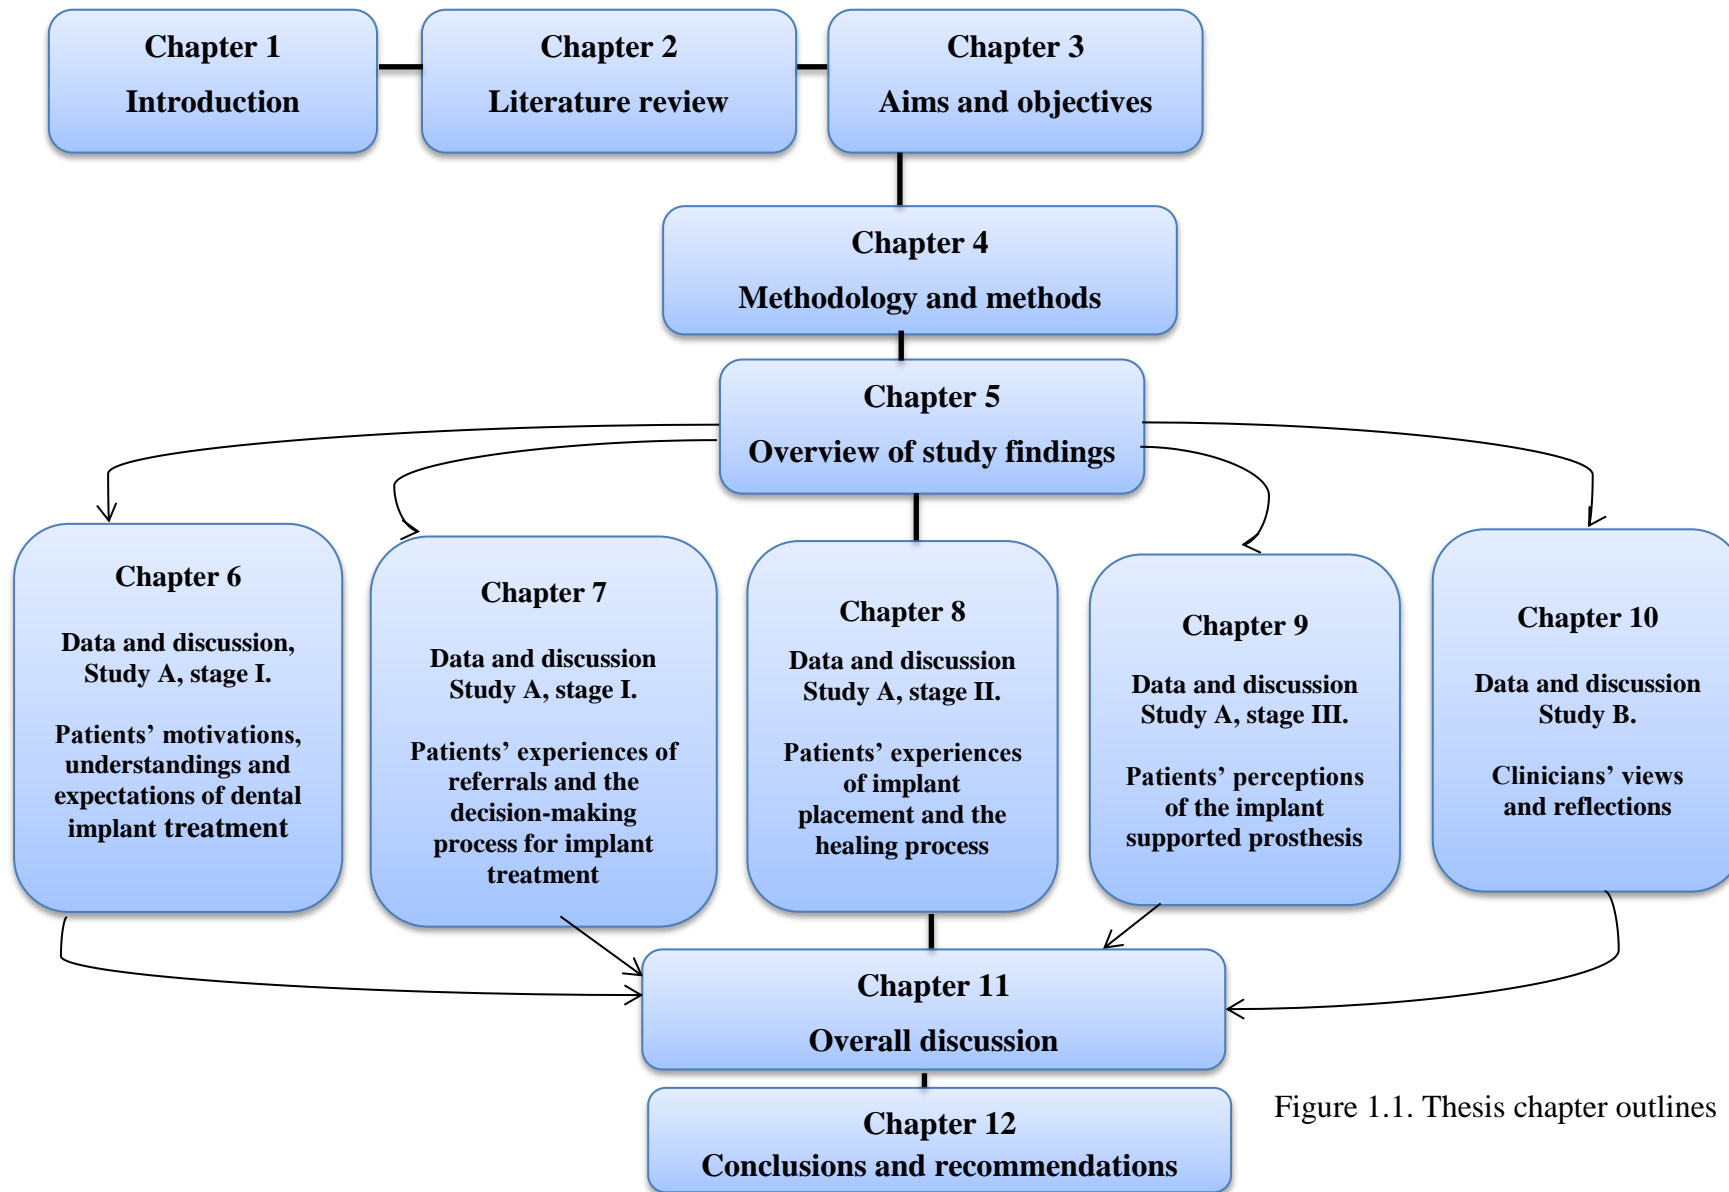 Chapter 1
Introduction
Chapter 2
Literature review
Chapter 3
Aims and objectives
Chapter 4
Methodology and methods
Chapter 5
Overview of study findings
Chapter 6
Data and discussion,
Study A, stage I.
Patients’ motivations,
understandings and
expectations of dental
implant treatment
Chapter 7
Data and discussion
Study A, stage I.
Patients’ experiences of
referrals and the
decision-making
process for implant
treatment
Chapter 8
Data and discussion
Study A, stage II.
Patients’ experiences
of implant
placement and the
healing process
Chapter 9
Data and discussion
Study A, stage III.
Patients’ perceptions
of the implant
supported prosthesis
Chapter 10
Data and discussion
Study B.
Clinicians’ views
and reflections
Chapter 11
Overall discussion
Chapter 12
Conclusions and recommendations
Figure 1.1. Thesis chapter outlines